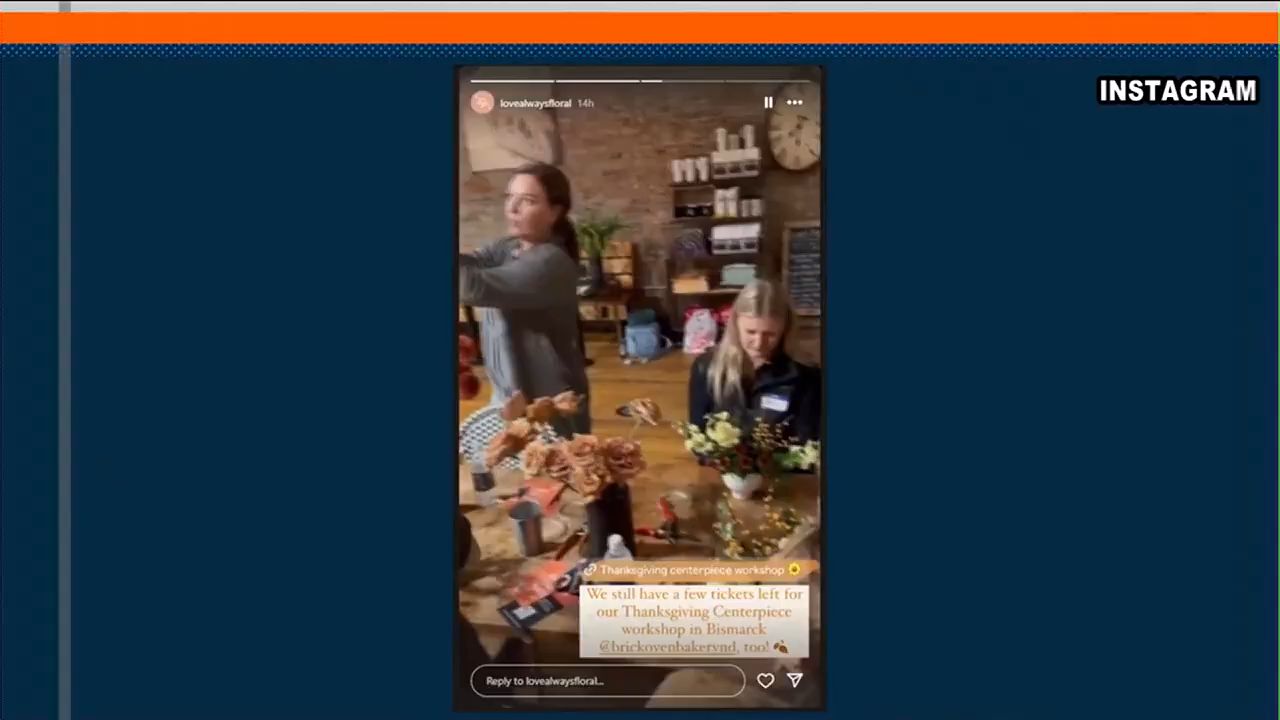 INSTAGRAM
lovealwaysfloral 14h
Thanksgiving centerpiece workshop
We still have a few tickets left for
our Thanksgiving Centerpiece
workshop in Bismarck
@brickovenbakerynd, too!
Reply to lovealwaysfloral...